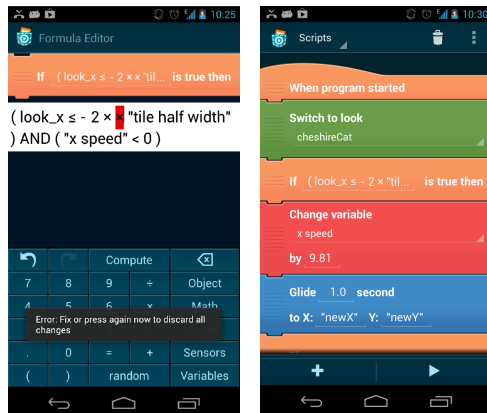 10:25
Formula Editor
If ( look_x ≤ - 2 × × "til... is true then
( look_x ≤ - 2 × × "tile half width"
) AND ( "x speed" < 0 )
Compute
7 8 9 ÷ Object
4 5 6 × Math
Error: Fix or press again now to discard all
changes
. 0 = + Sensors
( ) random Variables
10:30
Scripts
When program started
Switch to look
cheshireCat
If ( look_x ≤ - 2 × "til... is true then
Change variable
x speed
by 9.81
Glide 1.0 second
to X: "newX" Y: "newY"